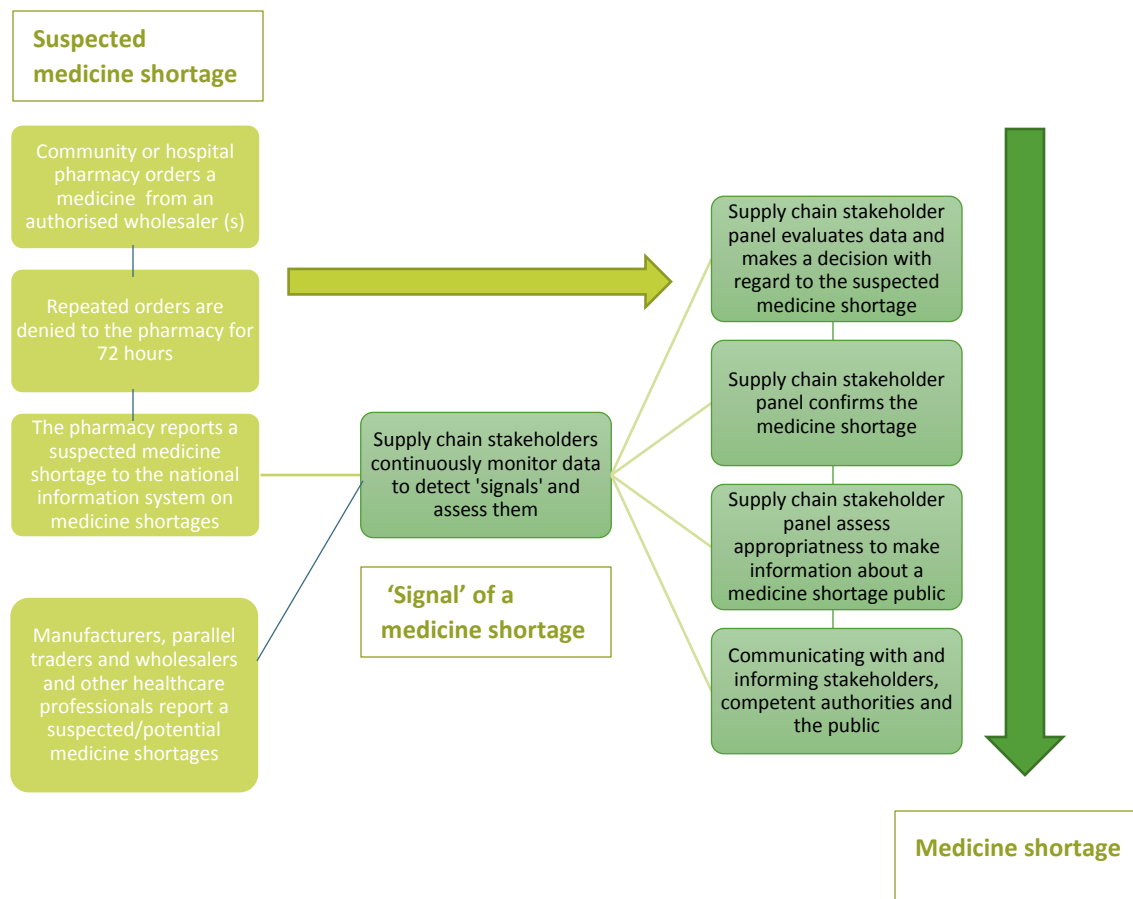 Suspected
medicine shortage
Community or hospital
pharmacy orders a
medicine from an
authorised wholesaler (s)
Repeated orders are
denied to the pharmacy for
72 hours
The pharmacy reports a
suspected medicine
shortage to the national
information system on
medicine shortages
Manufacturers, parallel
traders and wholesalers
and other healthcare
professionals report a
suspected/potential
medicine shortages
Supply chain stakeholders
continuously monitor data
to detect 'signals' and
assess them
‘Signal’ of a
medicine shortage
Supply chain stakeholder
panel evaluates data and
makes a decision with
regard to the suspected
medicine shortage
Supply chain stakeholder
panel confirms the
medicine shortage
Supply chain stakeholder
panel assess
appropriatness to make
information about a
medicine shortage public
Communicating with and
informing stakeholders,
competent authorities and
the public
Medicine shortage